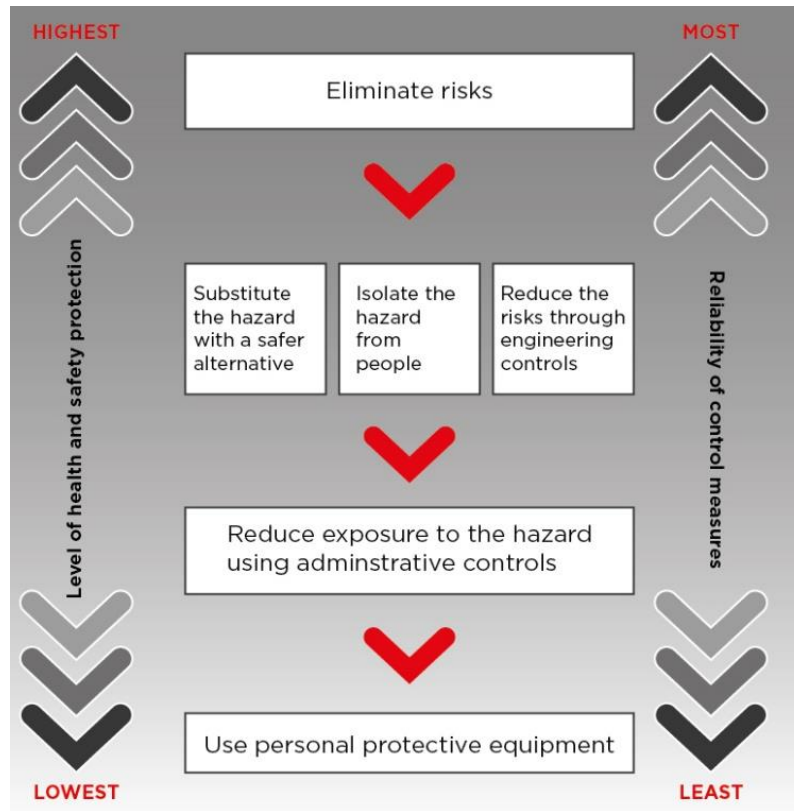 HIGHEST
MOST
Eliminate risks
Substitute
the hazard
with a safer
alternative
Isolate the
hazard
from
people
Reduce the
risks through
engineering
controls
Level of health and safety protection
Reliability of control measures
Reduce exposure to the hazard
using adminstrative controls
Use personal protective equipment
LOWEST
LEAST